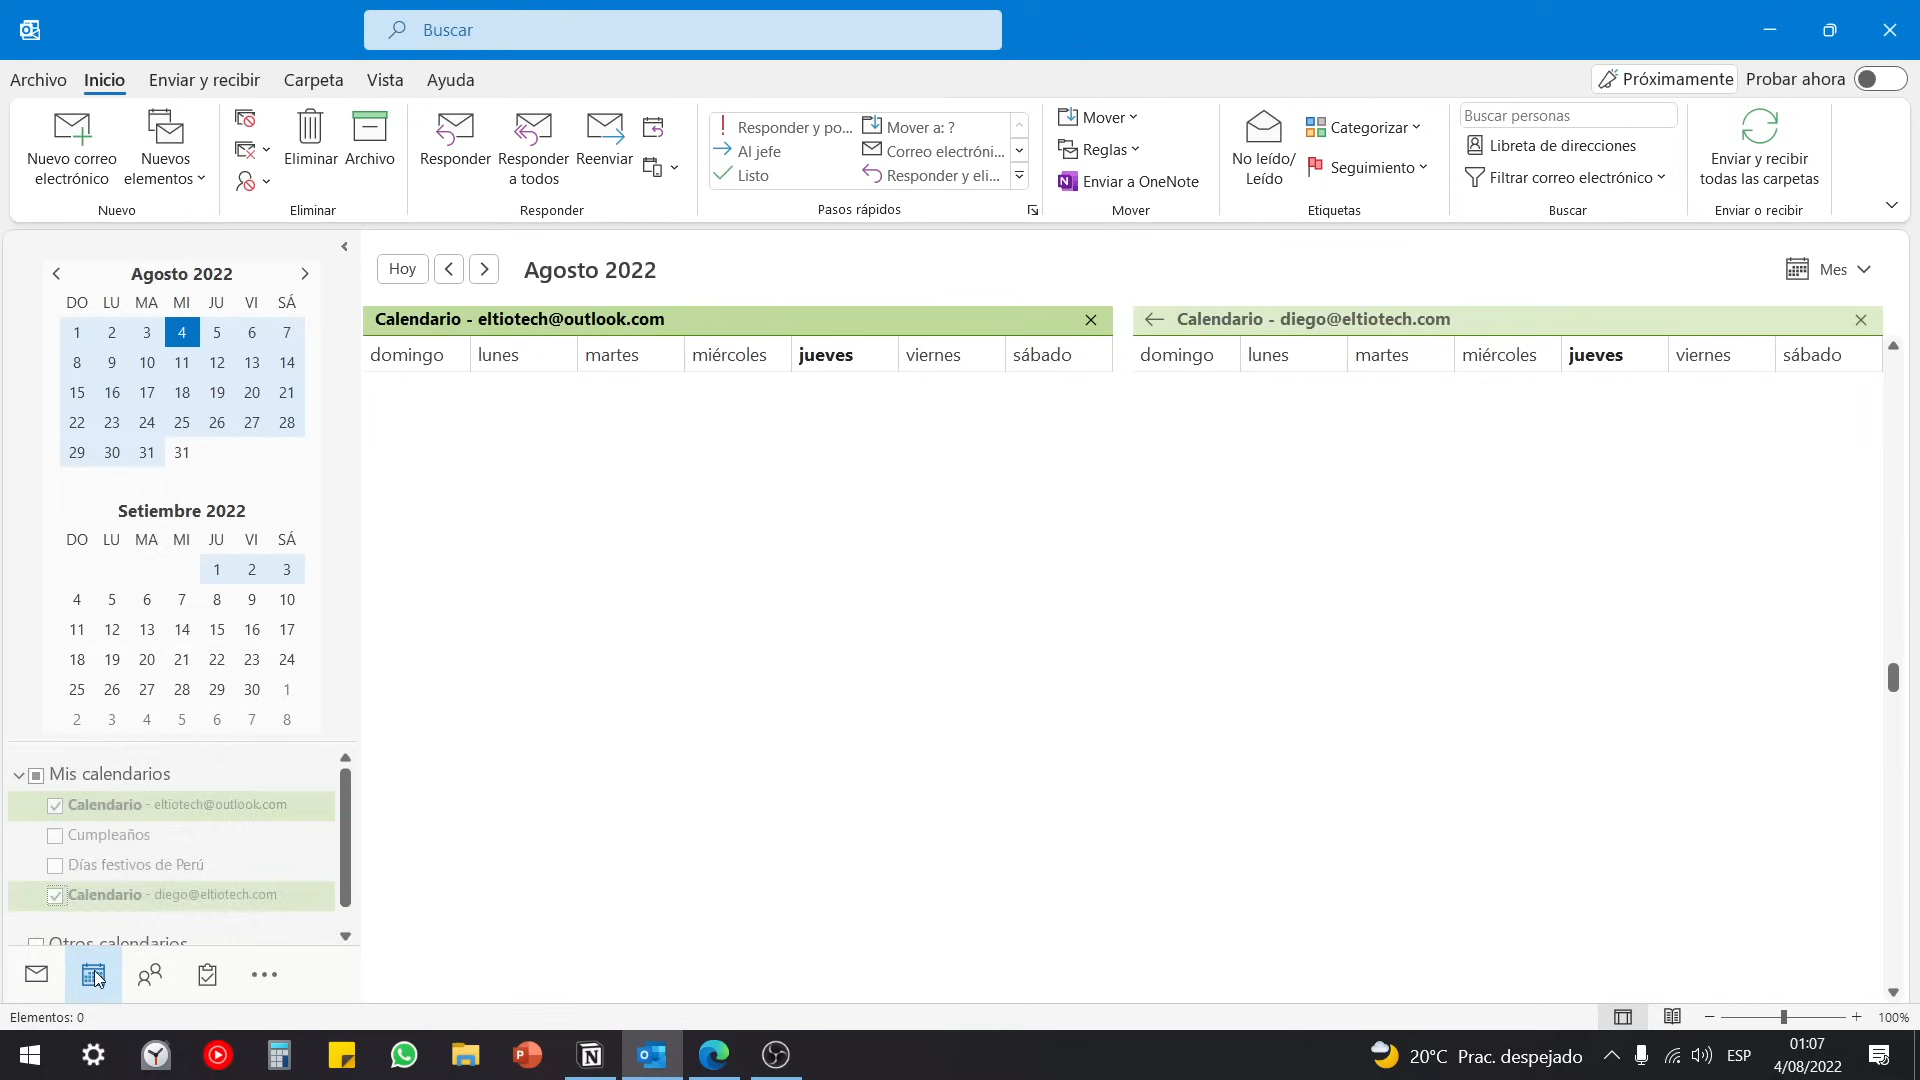 Buscar
Archivo Inicio Enviar y recibir Carpeta Vista Ayuda
Próximamente Probar ahora
Nuevo correo electrónico
Nuevos elementos
Nuevo
Eliminar Archivo
Eliminar
Responder
Responder a todos
Reenviar
Responder
Responder y po... Mover a: ?
Al jefe Correo electróni...
Listo Responder y eli...
Pasos rápidos
Mover
Reglas
Enviar a OneNote
Mover
No leído/ Leído
Categorizar
Seguimiento
Etiquetas
Buscar personas
Libreta de direcciones
Filtrar correo electrónico
Buscar
Enviar y recibir
todas las carpetas
Enviar o recibir
Agosto 2022
DO LU MA MI JU VI SÁ
1 2 3 4 5 6 7
8 9 10 11 12 13 14
15 16 17 18 19 20 21
22 23 24 25 26 27 28
29 30 31 31
Setiembre 2022
DO LU MA MI JU VI SÁ
1 2 3
4 5 6 7 8 9 10
11 12 13 14 15 16 17
18 19 20 21 22 23 24
25 26 27 28 29 30 1
2 3 4 5 6 7 8
Mis calendarios
Calendario - eltiotech@outlook.com
Cumpleaños
Días festivos de Perú
Calendario - diego@eltiotech.com
Otros calendarios
Hoy Agosto 2022 Mes
Calendario - eltiotech@outlook.com
domingo lunes martes miércoles jueves viernes sábado
Calendario - diego@eltiotech.com
domingo lunes martes miércoles jueves viernes sábado
Elementos: 0
100%
20°C Prac. despejado
ESP
01:07
4/08/2022